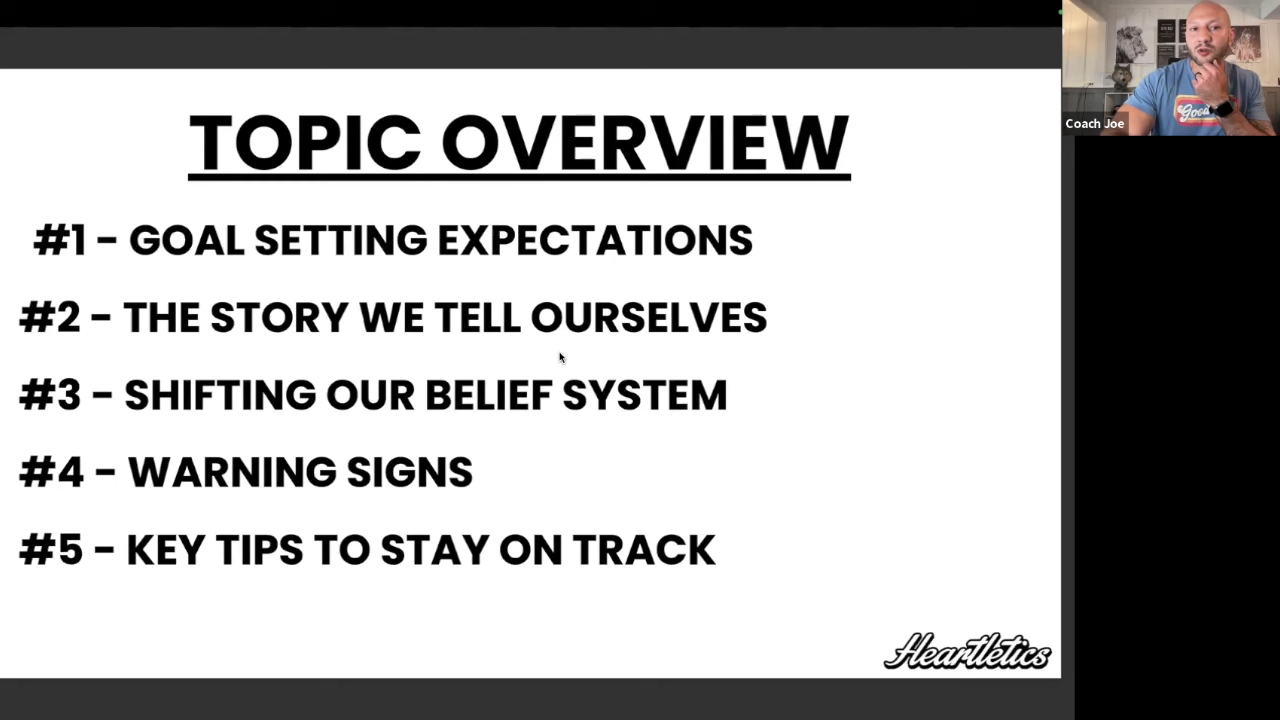 TOPIC OVERVIEW
#1 - GOAL SETTING EXPECTATIONS
#2 - THE STORY WE TELL OURSELVES
#3 - SHIFTING OUR BELIEF SYSTEM
#4 - WARNING SIGNS
#5 - KEY TIPS TO STAY ON TRACK
Heartletics
Good
Coach Joe